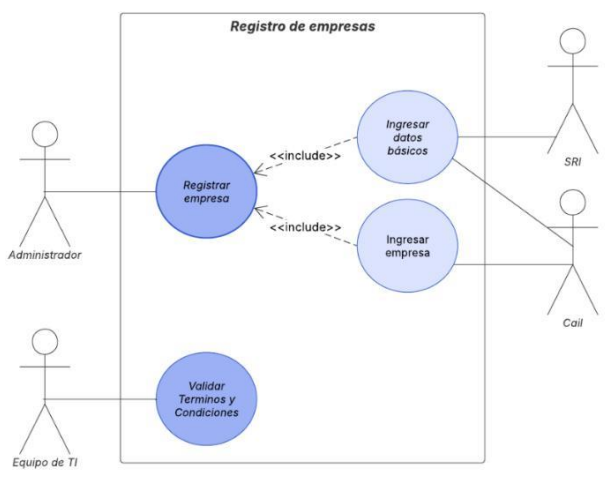 Registro de empresas
Ingresar
datos
básicos
<<include>>
SRI
Registrar
empresa
<<include>>
Ingresar
empresa
Administrador
Cail
Validar
Terminos y
Condiciones
Equipo de TI